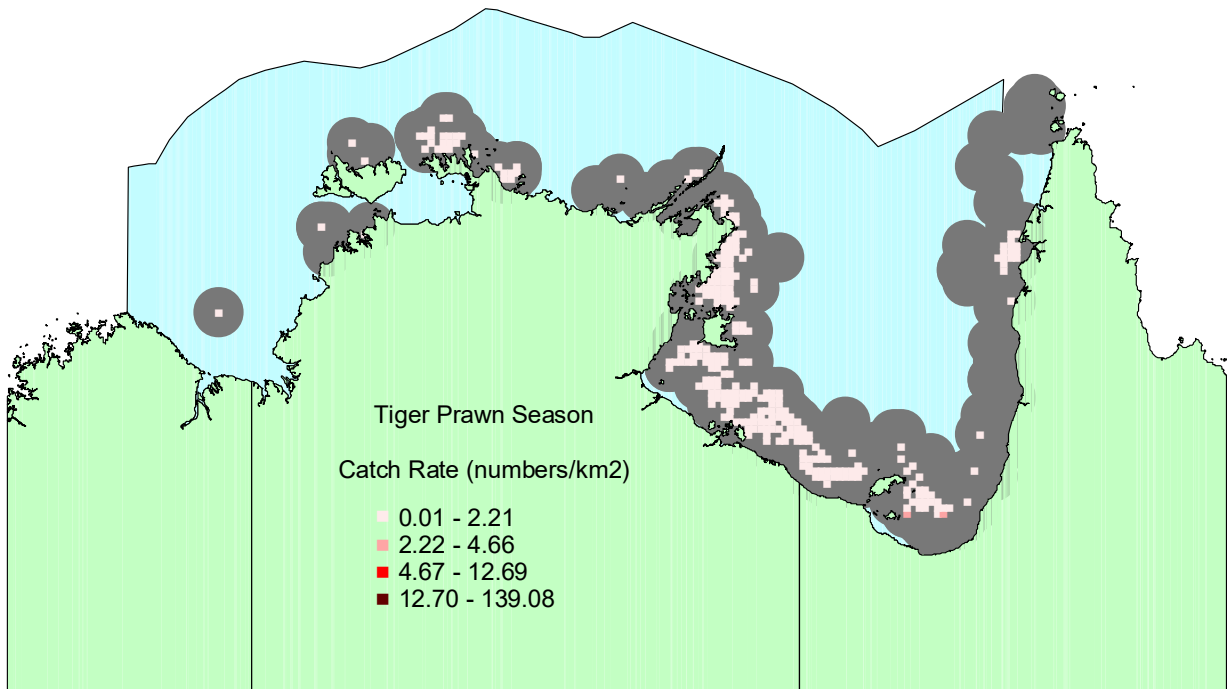 Tiger Prawn Season
Catch Rate (numbers/km2)
0.01 - 2.21
2.22 - 4.66
4.67 - 12.69
12.70 - 139.08